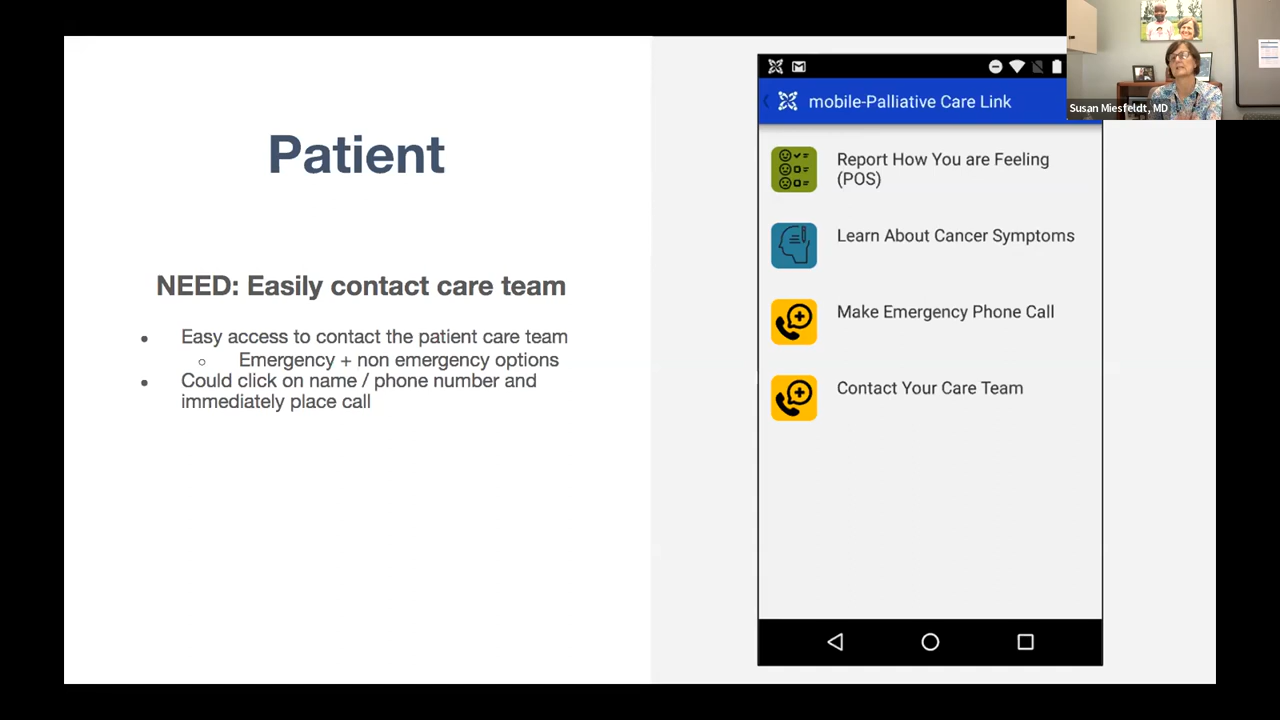 Patient
NEED: Easily contact care team
• Easy access to contact the patient care team
○ Emergency + non emergency options
• Could click on name / phone number and
immediately place call
mobile-Palliative Care Link
Report How You are Feeling
(POS)
Learn About Cancer Symptoms
Make Emergency Phone Call
Contact Your Care Team
Susan Miesfeldt, MD